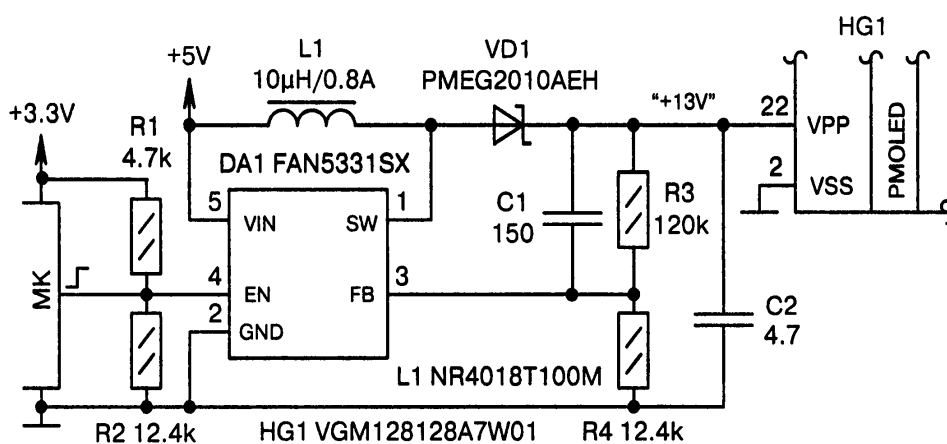 HG1
+5V
L1
10µH/0.8A
VD1
PMEG2010AEH
"+13V"
22
VPP
2
VSS
PMOLED
+3.3V
R1
4.7k
DA1 FAN5331SX
5
VIN
1
SW
C1
150
R3
120k
MK
4
EN
3
FB
2
GND
C2
4.7
L1 NR4018T100M
R2 12.4k
HG1 VGM128128A7W01
R4 12.4k